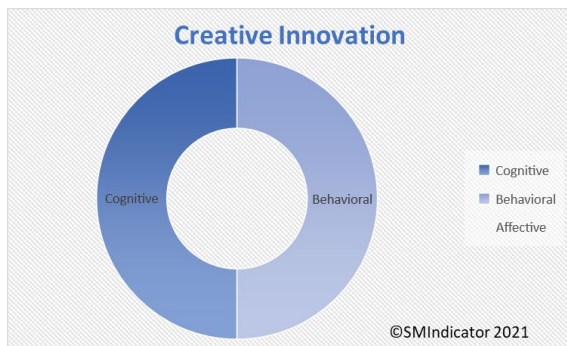 Creative Innovation
Cognitive
Behavioral
Cognitive
Behavioral
Affective
©SMIndicator 2021